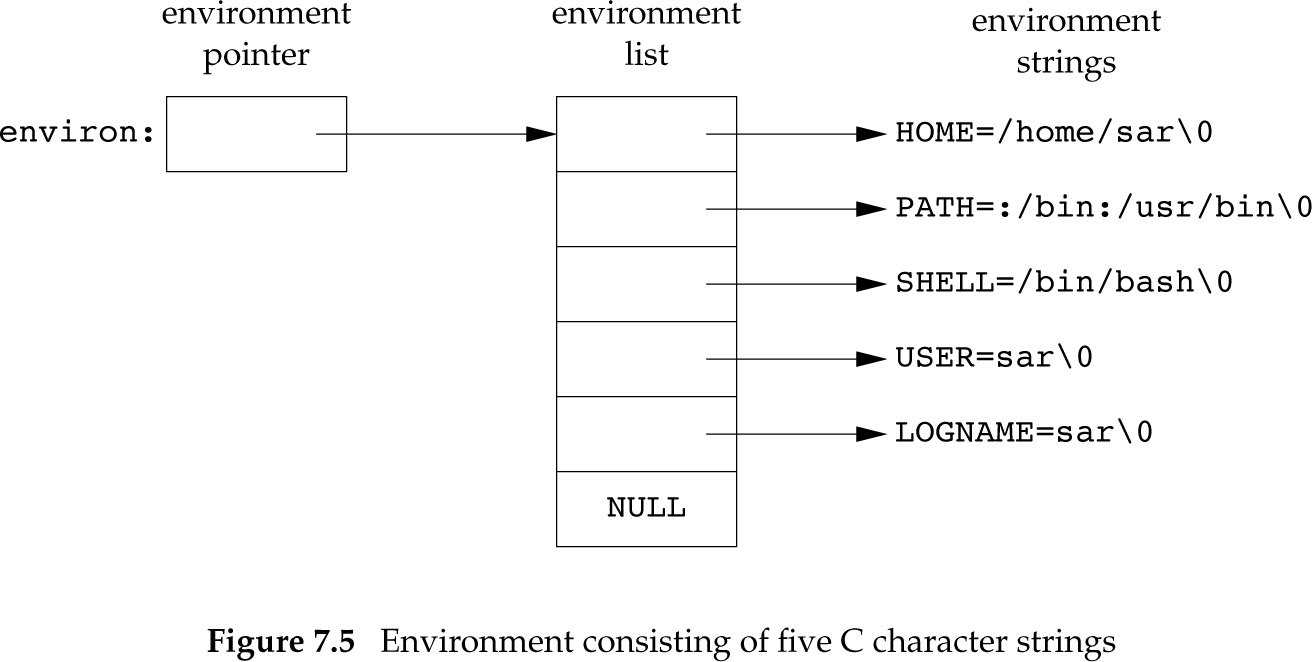 environment
pointer
environment
list
environment
strings
environ:
HOME=/home/sar\0
PATH=:/bin:/usr/bin\0
SHELL=/bin/bash\0
USER=sar\0
LOGNAME=sar\0
NULL
Figure 7.5 Environment consisting of five C character strings